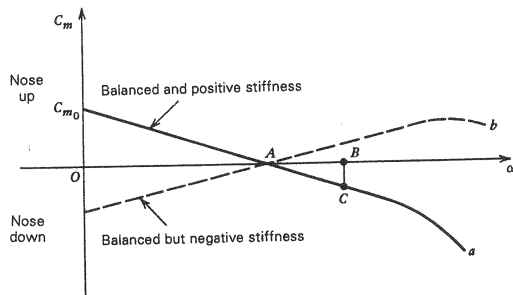 C_m
Nose
up
Balanced and positive stiffness
C_m0
A
B
b
O
α
C
Nose
down
Balanced but negative stiffness
a